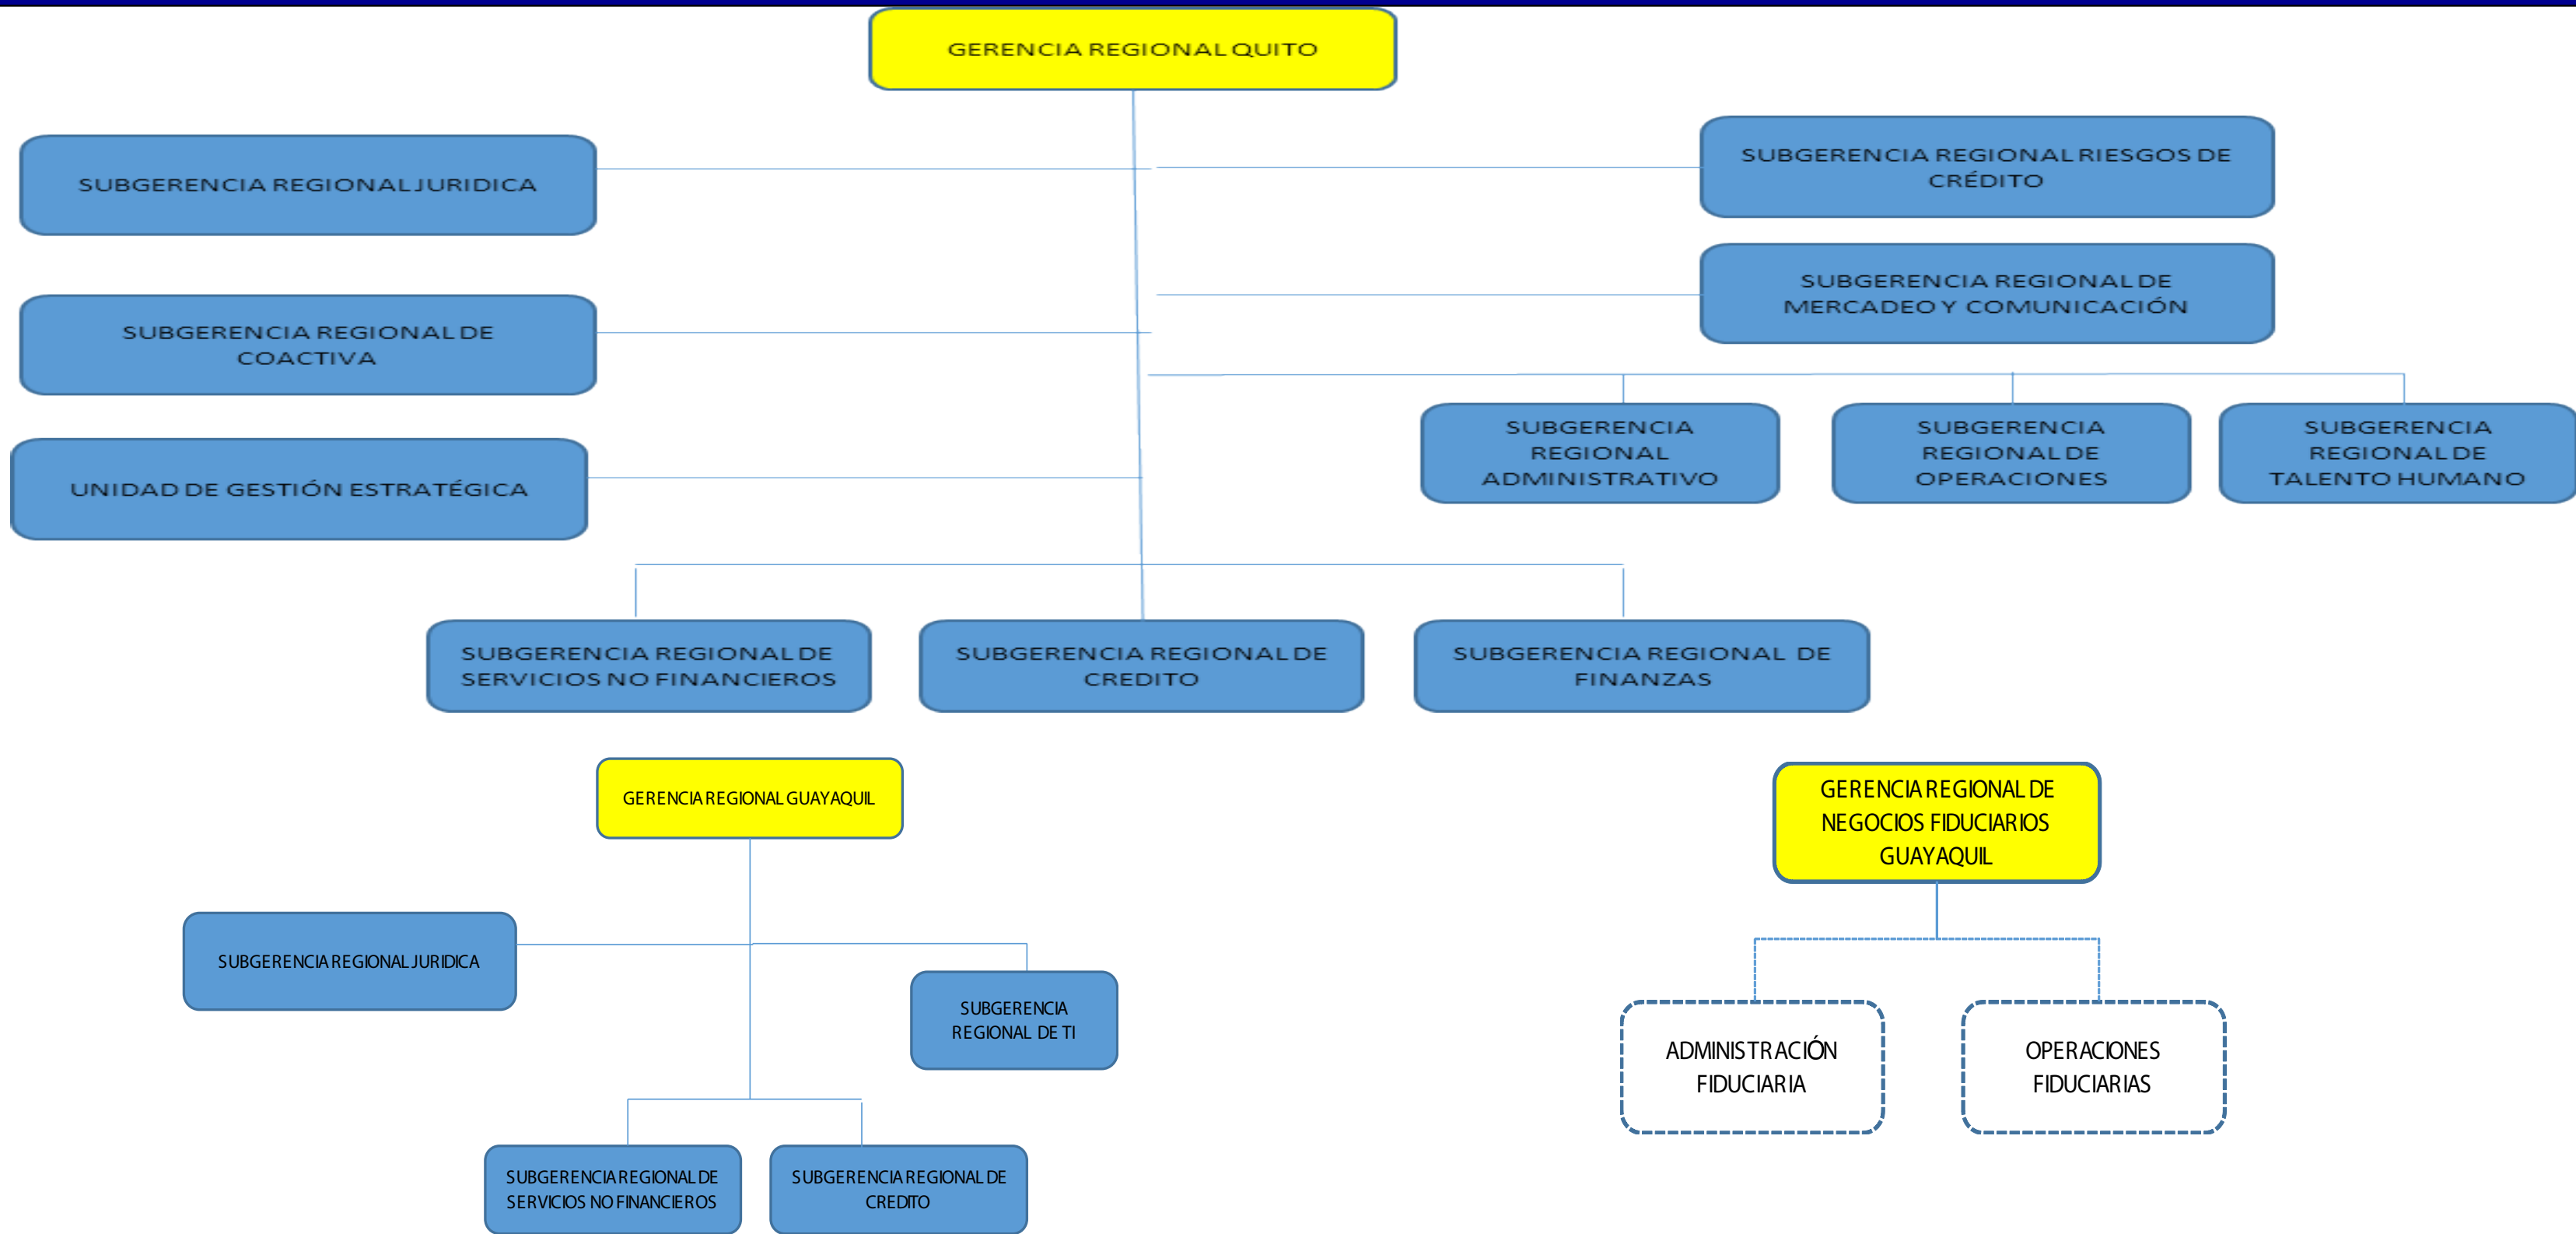 GERENCIA REGIONAL QUITO
SUBGERENCIA REGIONAL JURIDICA
SUBGERENCIA REGIONAL RIESGOS DE
CRÉDITO
SUBGERENCIA REGIONAL DE
MERCADEO Y COMUNICACIÓN
SUBGERENCIA REGIONAL DE
COACTIVA
SUBGERENCIA
REGIONAL
ADMINISTRATIVO
SUBGERENCIA
REGIONAL DE
OPERACIONES
SUBGERENCIA
REGIONAL DE
TALENTO HUMANO
UNIDAD DE GESTIÓN ESTRATÉGICA
SUBGERENCIA REGIONAL DE
SERVICIOS NO FINANCIEROS
SUBGERENCIA REGIONAL DE
CREDITO
SUBGERENCIA REGIONAL DE
FINANZAS
GERENCIA REGIONAL GUAYAQUIL
SUBGERENCIA REGIONAL JURIDICA
SUBGERENCIA
REGIONAL DE TI
SUBGERENCIA REGIONAL DE
SERVICIOS NO FINANCIEROS
SUBGERENCIA REGIONAL DE
CREDITO
GERENCIA REGIONAL DE
NEGOCIOS FIDUCIARIOS
GUAYAQUIL
ADMINISTRACIÓN
FIDUCIARIA
OPERACIONES
FIDUCIARIAS